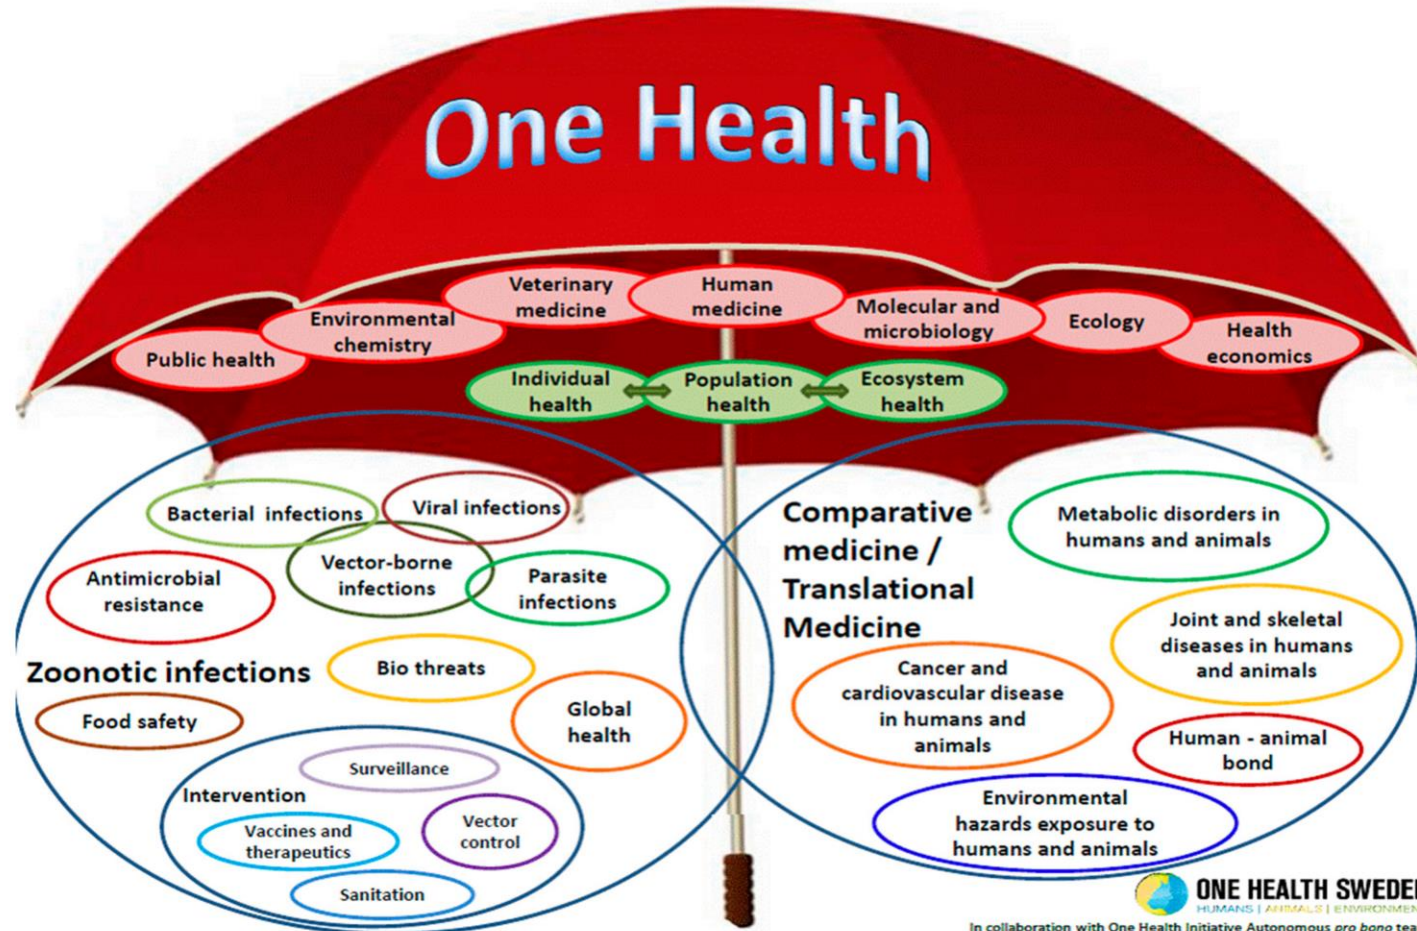 One Health
Veterinary
medicine
Human
medicine
Molecular and
microbiology
Environmental
chemistry
Ecology
Health
economics
Public health
Individual
health
Population
health
Ecosystem
health
Bacterial infections
Viral infections
Vector-borne
infections
Parasite
infections
Antimicrobial
resistance
Zoonotic infections
Bio threats
Food safety
Global
health
Surveillance
Intervention
Vaccines and
therapeutics
Vector
control
Sanitation
Comparative
medicine /
Translational
Medicine
Metabolic disorders in
humans and animals
Joint and skeletal
diseases in humans
and animals
Cancer and
cardiovascular disease
in humans and
animals
Human - animal
bond
Environmental
hazards exposure to
humans and animals
ONE HEALTH SWEDEN
HUMANS | ANIMALS | ENVIRONMEN
In collaboration with One Health Initiative Autonomous pro bono tea